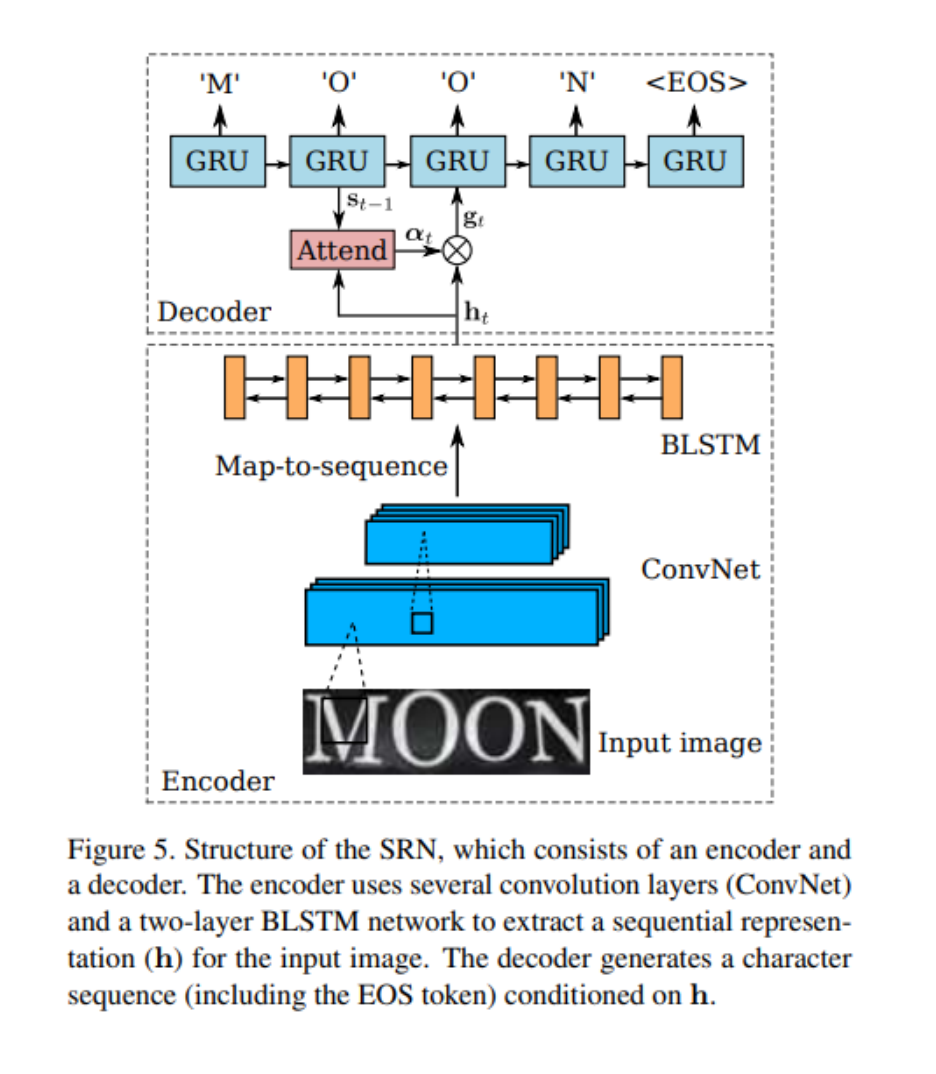 'M' 'O' 'O' 'N' <EOS>
GRU GRU GRU GRU GRU
s_{t−1}
g_t
Attend α_t
Decoder h_t
BLSTM
Map-to-sequence
ConvNet
MOON
Input image
Encoder
Figure 5. Structure of the SRN, which consists of an encoder and
a decoder. The encoder uses several convolution layers (ConvNet)
and a two-layer BLSTM network to extract a sequential represen-
tation (h) for the input image. The decoder generates a character
sequence (including the EOS token) conditioned on h.